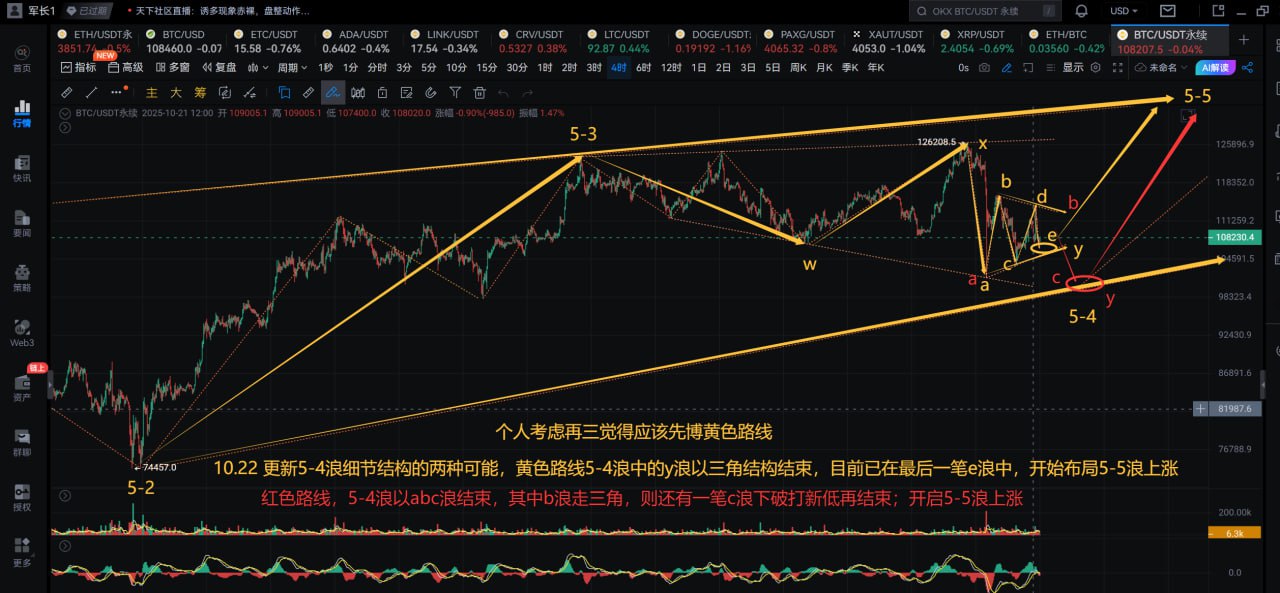 军长1 已过期 • 天下社区直播：诱多现象赤裸，盘整动作...
OKX BTC/USDT 永续 /
USD
首页
行情
快讯
要闻
策略
Web3
链上
资产
群聊
授权
更多
ETH/USDT永 3851.74 -0.5%
BTC/USD 108460.0 -0.07
ETC/USDT 15.58 -0.76%
ADA/USDT 0.6402 -0.4%
LINK/USDT 17.54 -0.34%
CRV/USDT 0.5327 0.38%
LTC/USDT 92.87 0.44%
DOGE/USDT: 0.19192 -1.169
PAXG/USDT 4065.32 -0.8%
XAUT/USDT 4053.0 -1.04%
XRP/USDT 2.4054 -0.69%
ETH/BTC 0.03560 -0.42%
BTC/USDT永续 108207.5 -0.04%
NEW
指标 高级 多窗 复盘 周期 1秒 1分 分时 3分 5分 10分 15分 30分 1时 2时 3时 4时 6时 12时 1日 2日 3日 5日 周K 月K 季K 年K
0s 显示 未命名 AI解读
主 大 筹
BTC/USDT永续 2025-10-21 12:00 开 109005.1 高 109005.1 低 107400.0 收 108020.0 涨幅 -0.90%(-985.0) 振幅 1.47%
5-5
5-3
126208.5
x
b
d
b
w
e
y
c
a
a
c
y
5-4
125896.9
118352.0
111259.2
108230.4
104591.5
98323.4
92430.9
86891.6
81987.6
76788.9
个人考虑再三觉得应该先博黄色路线
74457.0
10.22 更新5-4浪细节结构的两种可能，黄色路线5-4浪中的y浪以三角结构结束，目前已在最后一笔e浪中，开始布局5-5浪上涨
5-2
红色路线，5-4浪以abc浪结束，其中b浪走三角，则还有一笔c浪下破打新低再结束；开启5-5浪上涨
200.00k
6.3k
0.0